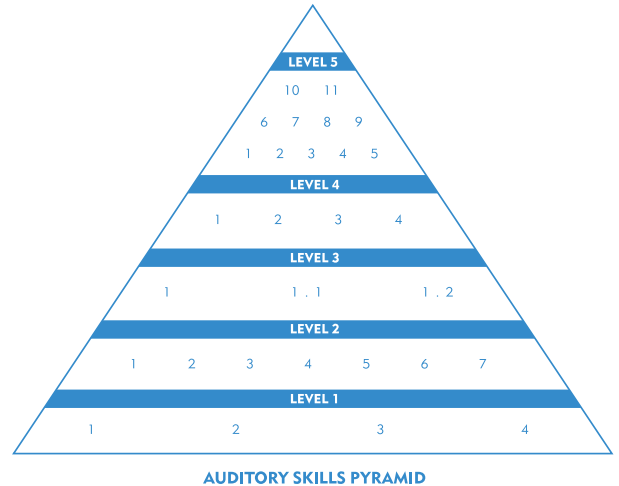 LEVEL 5
10 11
6 7 8 9
1 2 3 4 5
LEVEL 4
1 2 3 4
LEVEL 3
1 1 . 1 1 . 2
LEVEL 2
1 2 3 4 5 6 7
LEVEL 1
1 2 3 4
AUDITORY SKILLS PYRAMID